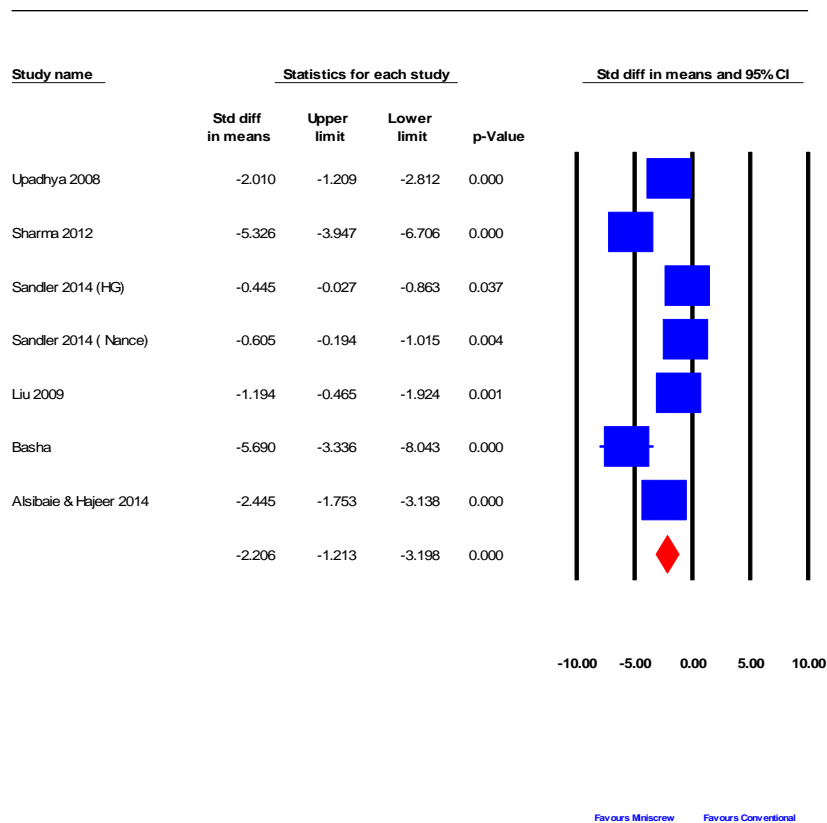 Study name Statistics for each study Std diff in means and 95% CI
Std diff Upper Lower
in means limit limit p-Value
Upadhya 2008 -2.010 -1.209 -2.812 0.000
Sharma 2012 -5.326 -3.947 -6.706 0.000
Sandler 2014 (HG) -0.445 -0.027 -0.863 0.037
Sandler 2014 ( Nance) -0.605 -0.194 -1.015 0.004
Liu 2009 -1.194 -0.465 -1.924 0.001
Basha -5.690 -3.336 -8.043 0.000
Alsibaie & Hajeer 2014 -2.445 -1.753 -3.138 0.000
-2.206 -1.213 -3.198 0.000
-10.00 -5.00 0.00 5.00 10.00
Favours Miniscrew Favours Conventional